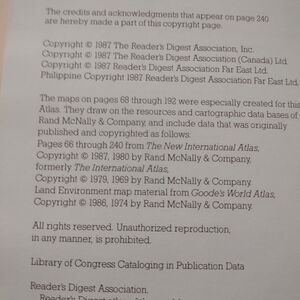 The credits and acknowledgments that appear on page 240
are hereby made a part of this copyright page.
Copyright © 1987 The Reader's Digest Association, Inc.
Copyright © 1987 The Reader's Digest Association (Canada) Ltd.
Copyright © 1987 Reader's Digest Association Far East Ltd.
Philippine Copyright 1987 Reader's Digest Association Far East Ltd.
The maps on pages 68 through 192 were especially created for this
Atlas. They draw on the resources and cartographic data bases of
Rand McNally & Company, and include data that was originally
published and copyrighted as follows:
Pages 66 through 240 from The New International Atlas,
Copyright © 1987, 1980 by Rand McNally & Company,
formerly The International Atlas,
Copyright © 1979, 1969 by Rand McNally & Company
Land Environment map material from Goode's World Atlas,
Copyright © 1986, 1974 by Rand McNally & Company.
All rights reserved. Unauthorized reproduction,
in any manner, is prohibited.
Library of Congress Cataloging in Publication Data
Reader's Digest Association.
Reader's Digest atlas of the